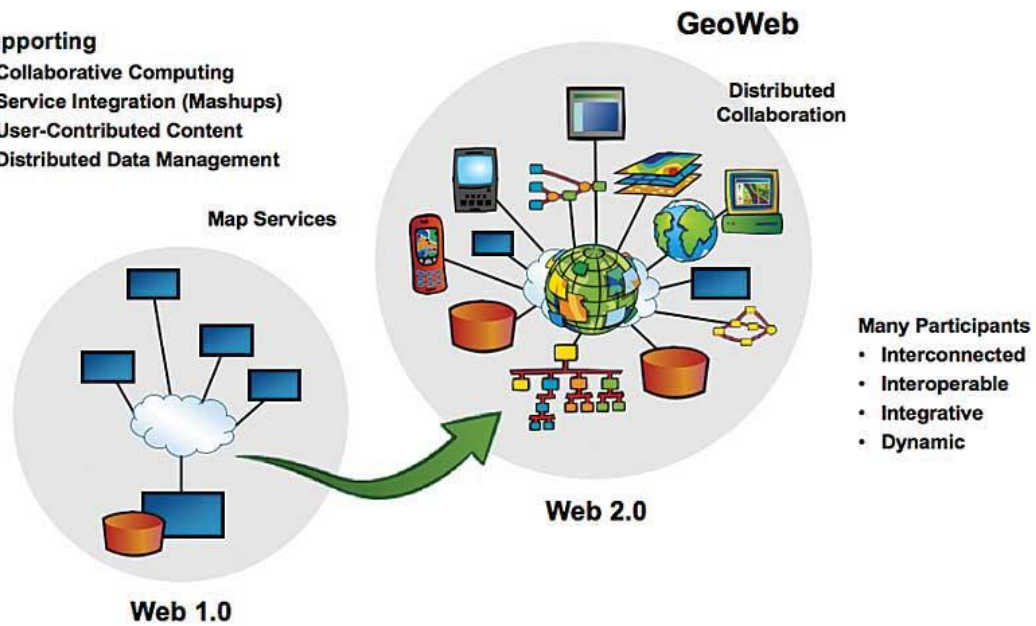 GeoWeb
pporting
Collaborative Computing
Service Integration (Mashups)
User-Contributed Content
Distributed Data Management
Distributed
Collaboration
Map Services
Many Participants
• Interconnected
• Interoperable
• Integrative
• Dynamic
Web 2.0
Web 1.0